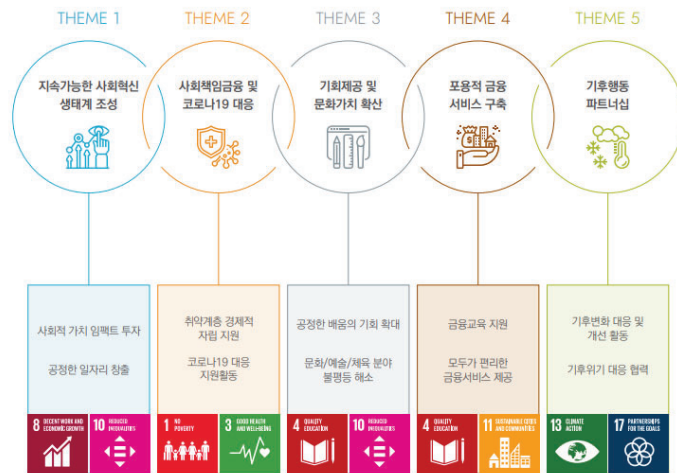 THEME 1
지속가능한 사회혁신
생태계 조성
THEME 2
사회책임금융 및
코로나19 대응
THEME 3
기회제공 및
문화가치 확산
THEME 4
포용적 금융
서비스 구축
THEME 5
기후행동
파트너십
사회적 가치 임팩트 투자
공정한 일자리 창출
8 DECENT WORK AND
ECONOMIC GROWTH
10 REDUCED
INEQUALITIES
취약계층 경제적
자립 지원
코로나19 대응
지원활동
1 NO
POVERTY
3 GOOD HEALTH
AND WELL-BEING
공정한 배움의 기회 확대
문화/예술/체육 분야
불평등 해소
4 QUALITY
EDUCATION
10 REDUCED
INEQUALITIES
금융교육 지원
모두가 편리한
금융서비스 제공
4 QUALITY
EDUCATION
11 SUSTAINABLE CITIES
AND COMMUNITIES
기후변화 대응 및
개선 활동
기후위기 대응 협력
13 CLIMATE
ACTION
17 PARTNERSHIPS
FOR THE GOALS